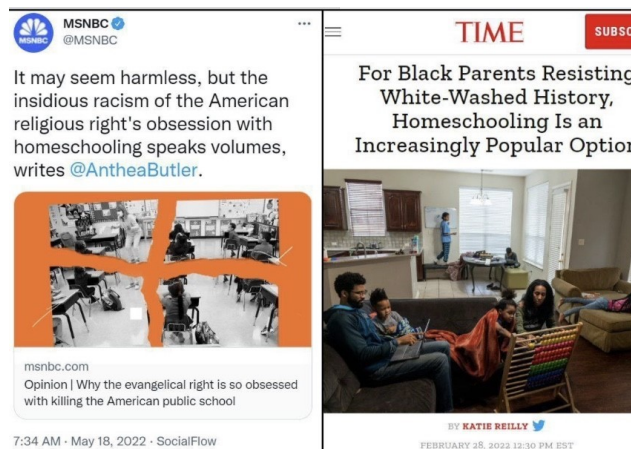 MSNBC
@MSNBC
MSNBC
It may seem harmless, but the
insidious racism of the American
religious right's obsession with
homeschooling speaks volumes,
writes @AntheaButler.
msnbc.com
Opinion | Why the evangelical right is so obsessed
with killing the American public school
7:34 AM · May 18, 2022 · SocialFlow
TIME
SUBSC
For Black Parents Resisting
White-Washed History,
Homeschooling Is an
Increasingly Popular Option
BY KATIE REILLY
FEBRUARY 28, 2022 12:30 PM EST